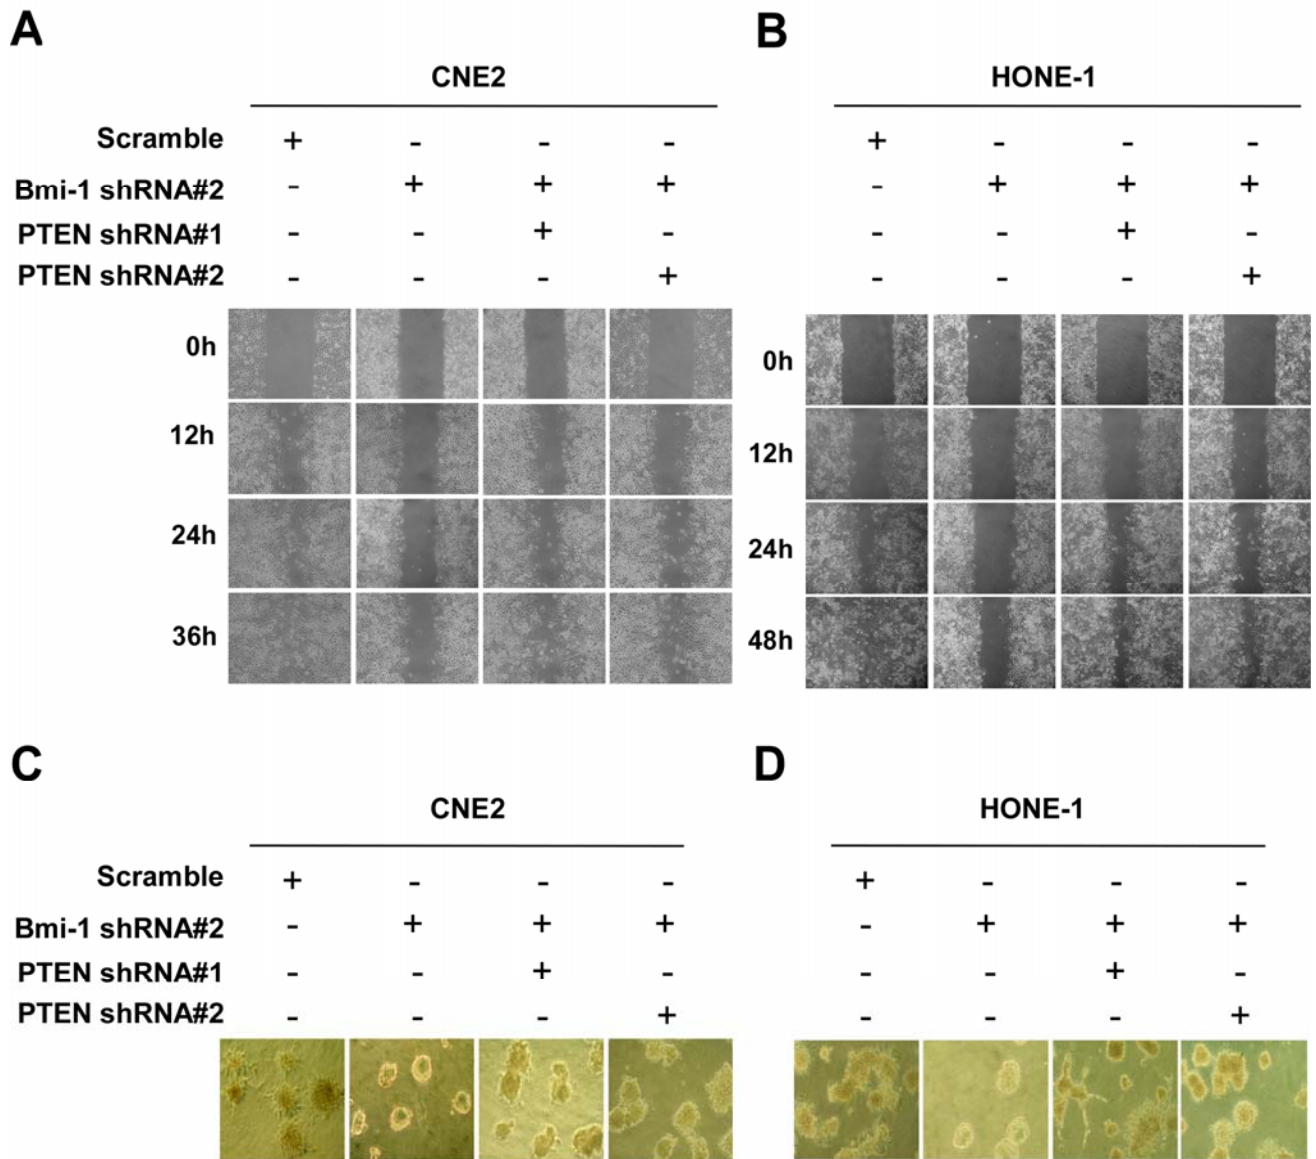 A
CNE2
Scramble + - - -
Bmi-1 shRNA#2 - + + +
PTEN shRNA#1 - - + -
PTEN shRNA#2 - - - +
0h
12h
24h
36h
B
HONE-1
+ - - -
- + + +
- - + -
- - - +
0h
12h
24h
48h
C
CNE2
Scramble + - - -
Bmi-1 shRNA#2 - + + +
PTEN shRNA#1 - - + -
PTEN shRNA#2 - - - +
D
HONE-1
+ - - -
- + + +
- - + -
- - - +